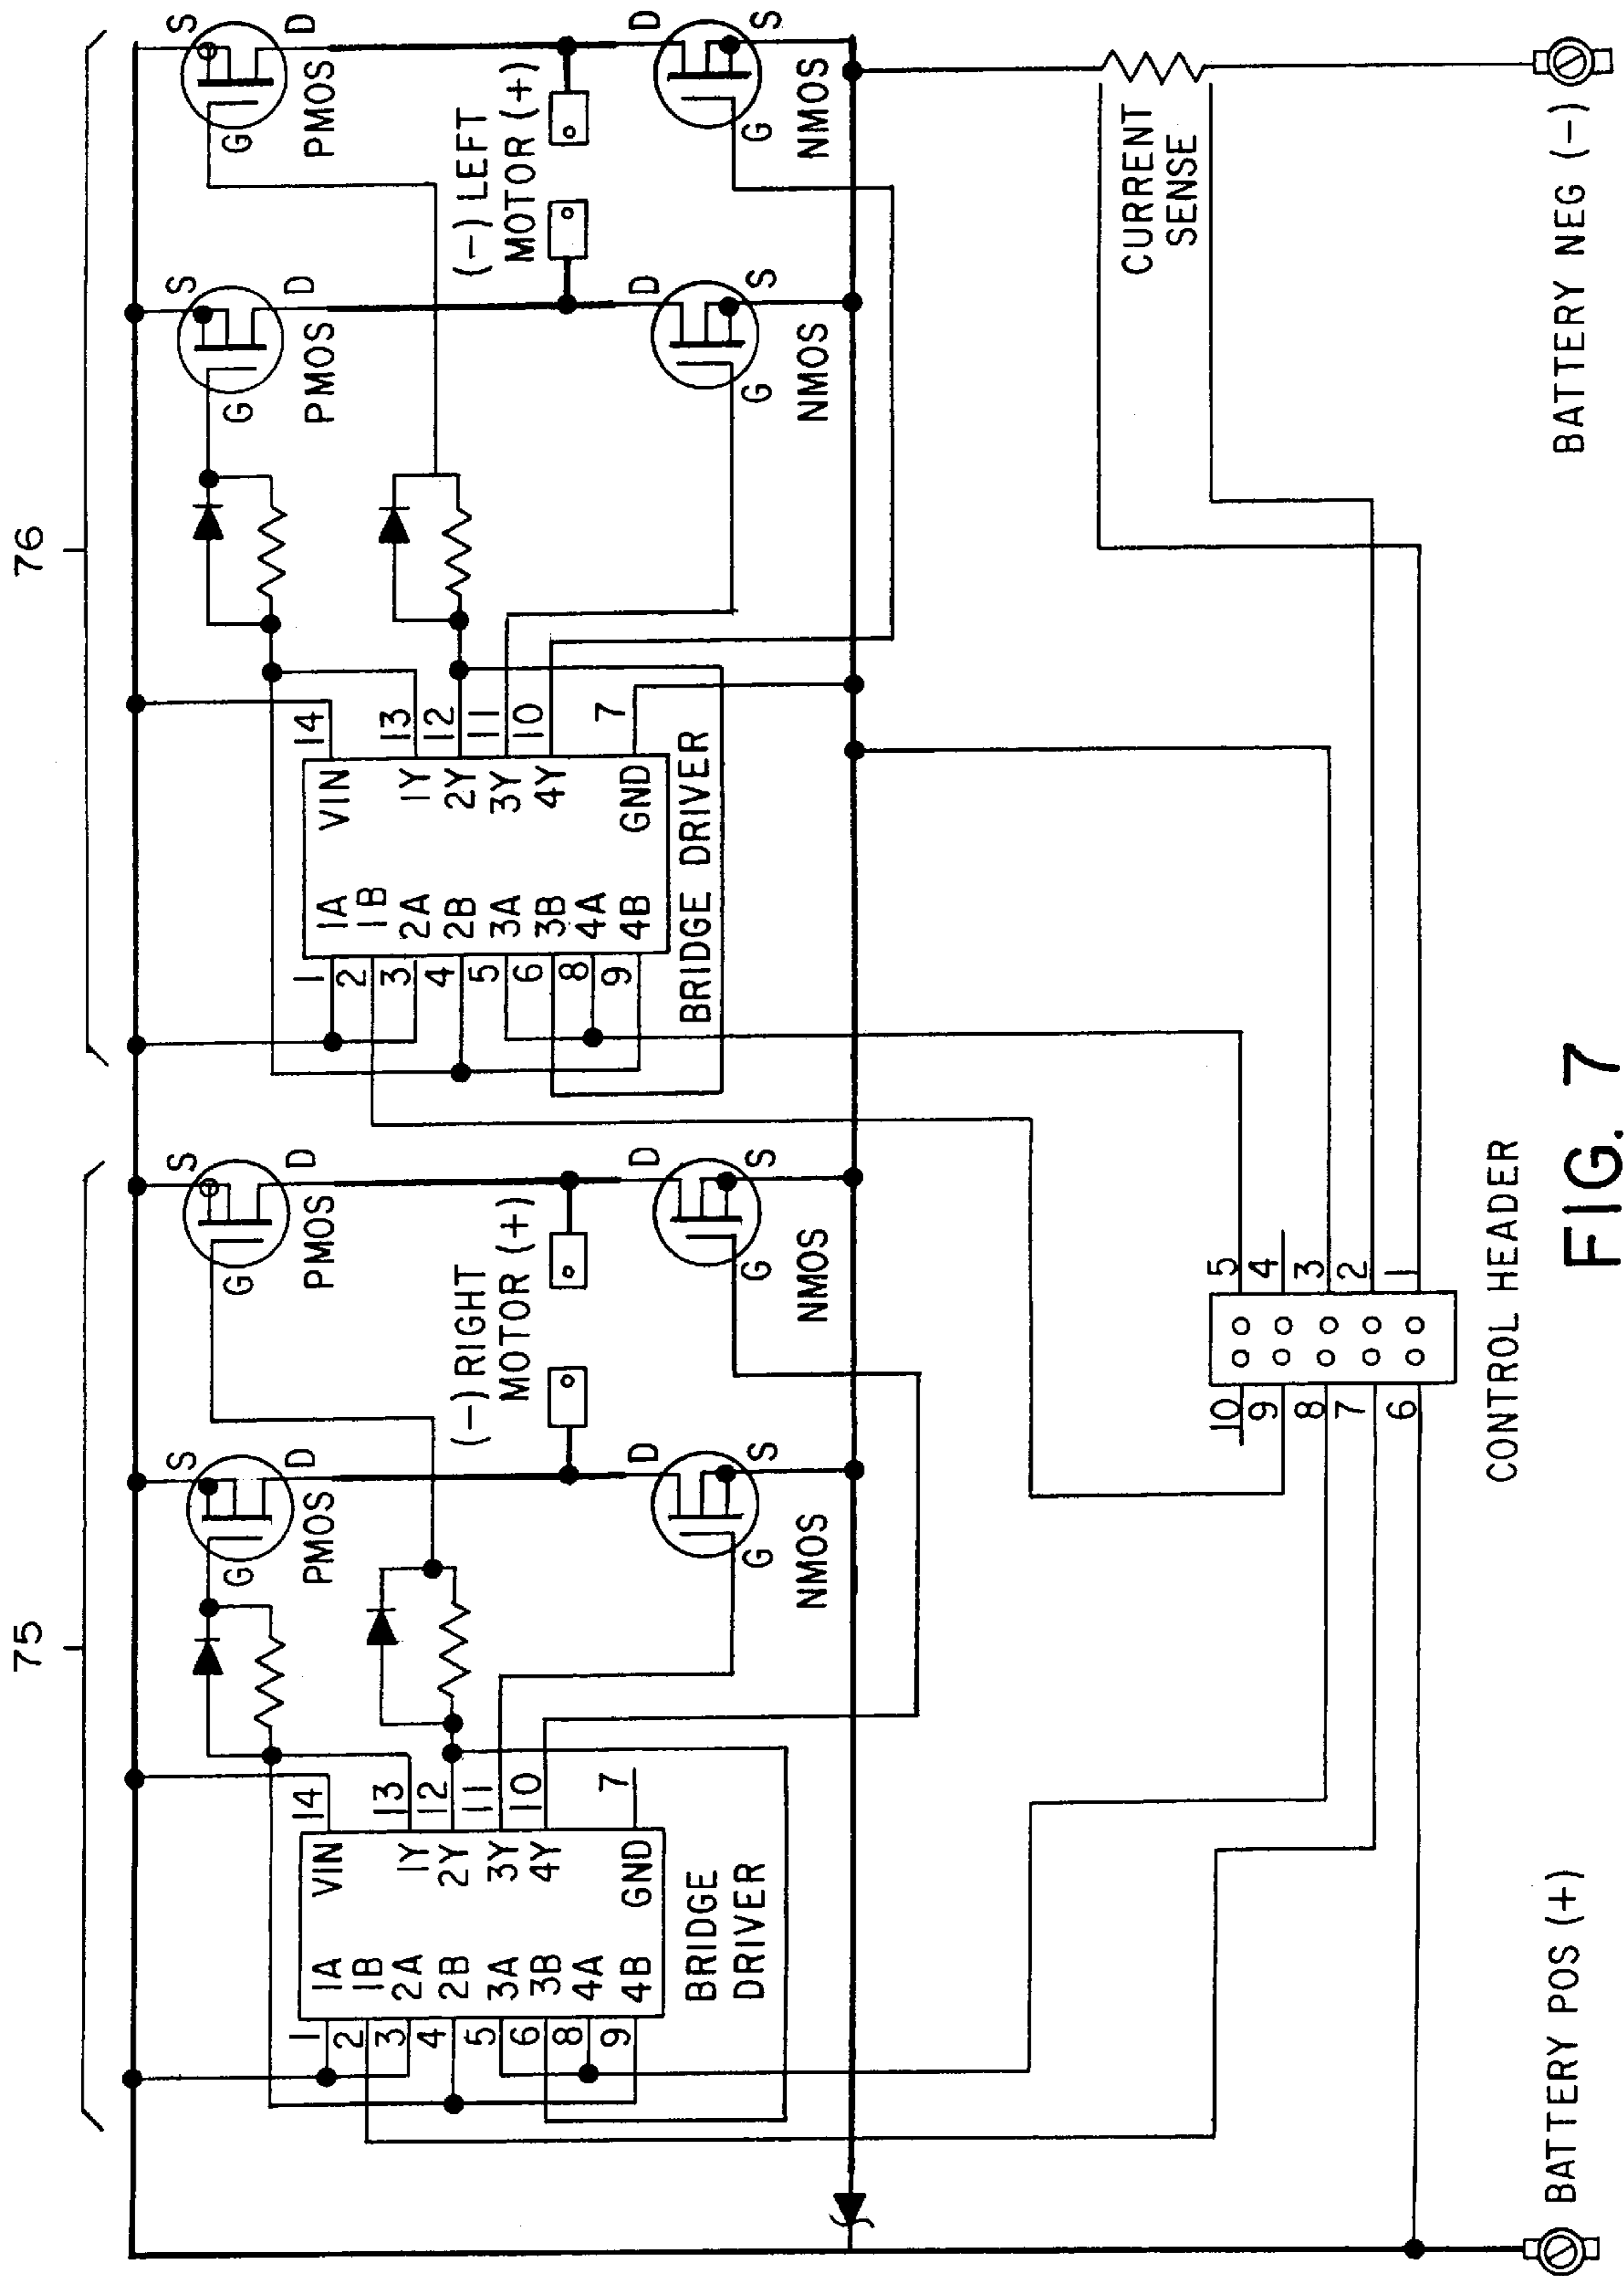 75
76
S
D
G
PMOS
S
D
G
PMOS
S
D
G
PMOS
S
D
G
PMOS
1
2
3
4
5
6
8
9
1A
1B
2A
2B
3A
3B
4A
4B
VIN
1Y
2Y
3Y
4Y
GND
14
13
12
11
10
7
BRIDGE
DRIVER
(-) RIGHT
MOTOR (+)
D
S
G
NMOS
D
S
G
NMOS
1
2
3
4
5
6
8
9
1A
1B
2A
2B
3A
3B
4A
4B
VIN
1Y
2Y
3Y
4Y
GND
14
13
12
11
10
7
BRIDGE DRIVER
(-) LEFT
MOTOR (+)
D
S
G
NMOS
D
S
G
NMOS
CURRENT
SENSE
10
9
8
7
6
5
4
3
2
1
CONTROL HEADER
BATTERY POS (+)
BATTERY NEG (-)
FIG. 7